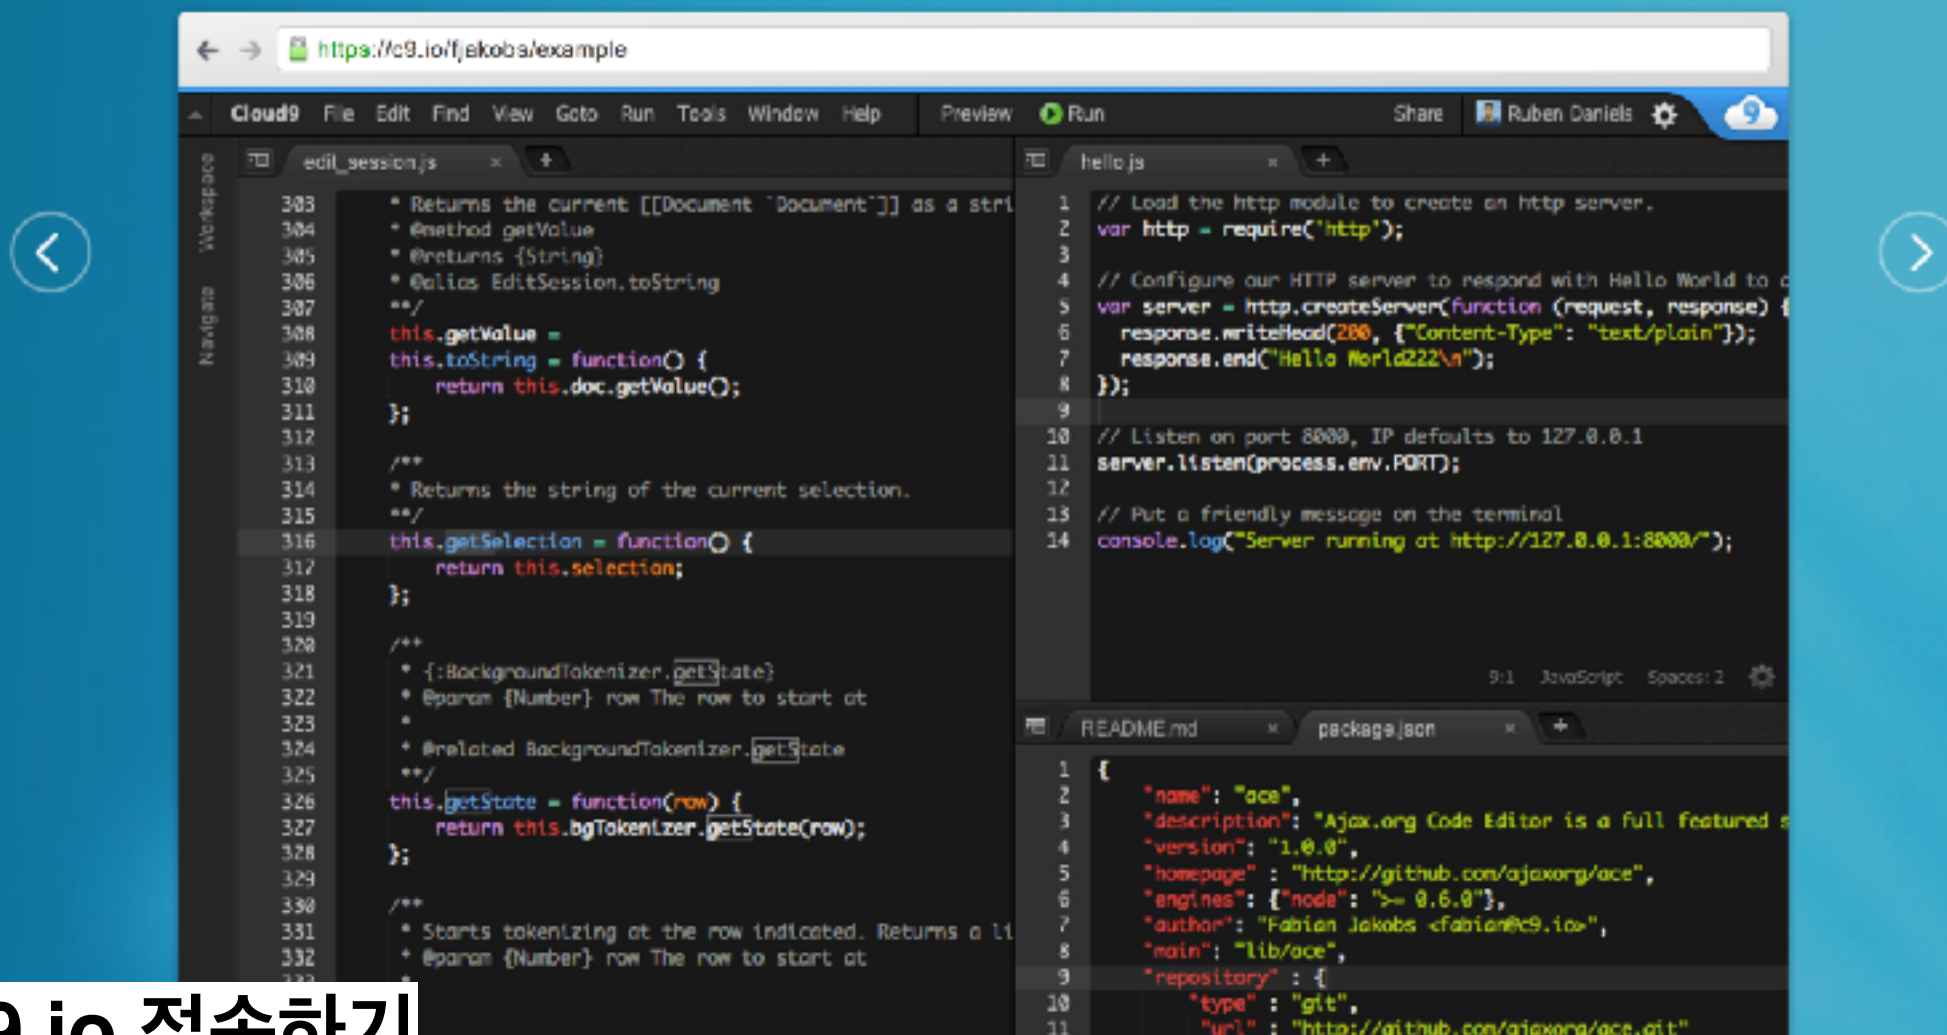 https://c9.io/fjakobs/example
Cloud9 File Edit Find View Goto Run Tools Window Help Preview Run Share Ruben Daniels
Workspace
Navigate
edit_session.js
303 * Returns the current [[Document `Document`]] as a stri
304 * @method getValue
305 * @returns {String}
306 * @alias EditSession.toString
307 **/
308 this.getValue =
309 this.toString = function() {
310 return this.doc.getValue();
311 };
312
313 /**
314 * Returns the string of the current selection.
315 **/
316 this.getSelection = function() {
317 return this.selection;
318 };
319
320 /**
321 * {:BackgroundTokenizer.getState}
322 * @param {Number} row The row to start at
323 *
324 * @related BackgroundTokenizer.getState
325 **/
326 this.getState = function(row) {
327 return this.bgTokenizer.getState(row);
328 };
329
330 /**
331 * Starts tokenizing at the row indicated. Returns a li
332 * @param {Number} row The row to start at
hello.js
1 // Load the http module to create an http server.
2 var http = require('http');
3
4 // Configure our HTTP server to respond with Hello World to
5 var server = http.createServer(function (request, response) {
6 response.writeHead(200, {"Content-Type": "text/plain"});
7 response.end("Hello World222\n");
8 });
9
10 // Listen on port 8000, IP defaults to 127.0.0.1
11 server.listen(process.env.PORT);
12
13 // Put a friendly message on the terminal
14 console.log("Server running at http://127.0.0.1:8000/");
9:1 JavaScript Spaces: 2
README.md package.json
1 {
2 "name": "ace",
3 "description": "Ajax.org Code Editor is a full featured s
4 "version": "1.0.0",
5 "homepage" : "http://github.com/ajaxorg/ace",
6 "engines": {"node": ">= 0.6.0"},
7 "author": "Fabian Jakobs <fabian@c9.io>",
8 "main": "lib/ace",
9 "repository" : {
10 "type" : "git",
11 "url" : "http://github.com/ajaxorg/ace.git"
9.io 접속하기